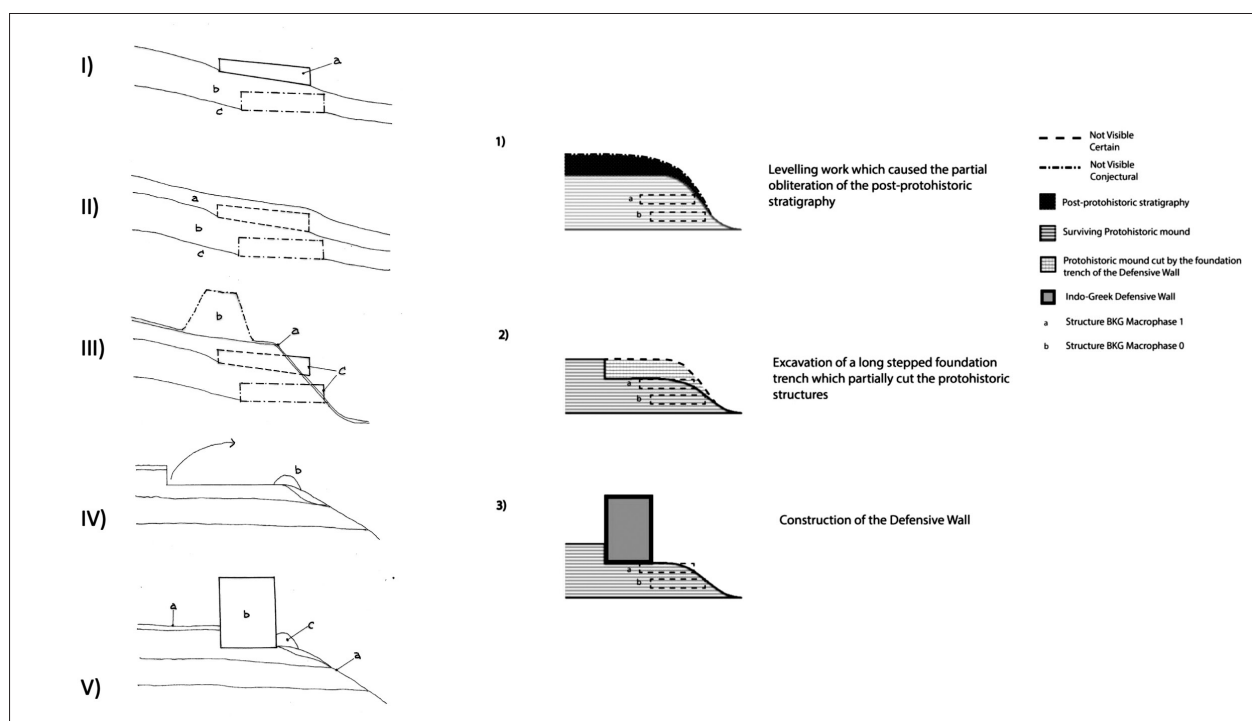 I)
a
b
c
II)
a
b
c
III)
b
a
c
IV)
b
V)
a
b
c
a
1)
a
b
Levelling work which caused the partial
obliteration of the post-protohistoric
stratigraphy
2)
a
b
Excavation of a long stepped foundation
trench which partially cut the protohistoric
structures
3)
a
b
Construction of the Defensive Wall
Not Visible
Certain
Not Visible
Conjectural
Post-protohistoric stratigraphy
Surviving Protohistoric mound
Protohistoric mound cut by the foundation
trench of the Defensive Wall
Indo-Greek Defensive Wall
a Structure BKG Macrophase 1
b Structure BKG Macrophase 0